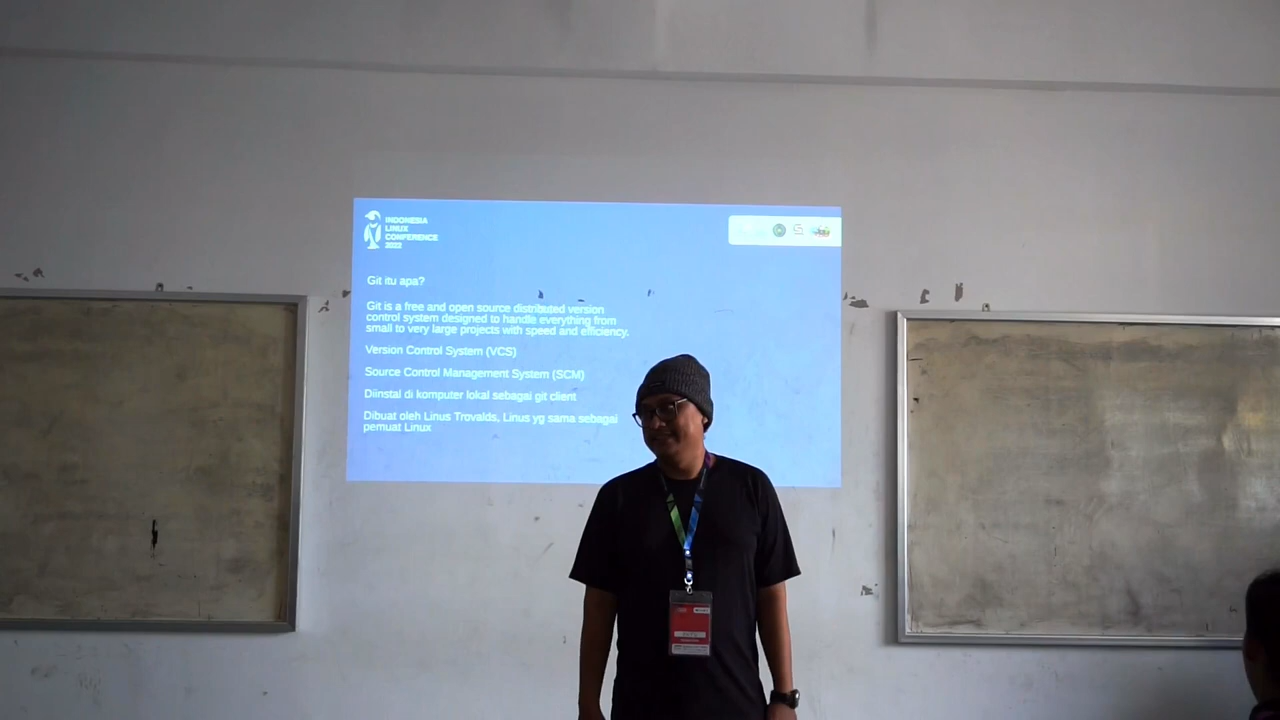 INDONESIA
LINUX
CONFERENCE
2022
Git itu apa?
Git is a free and open source distributed version
control system designed to handle everything from
small to very large projects with speed and efficiency.
Version Control System (VCS)
Source Control Management System (SCM)
Diinstal di komputer lokal sebagai git client
Dibuat oleh Linus Trovalds, Linus yg sama sebagai
pemuat Linux